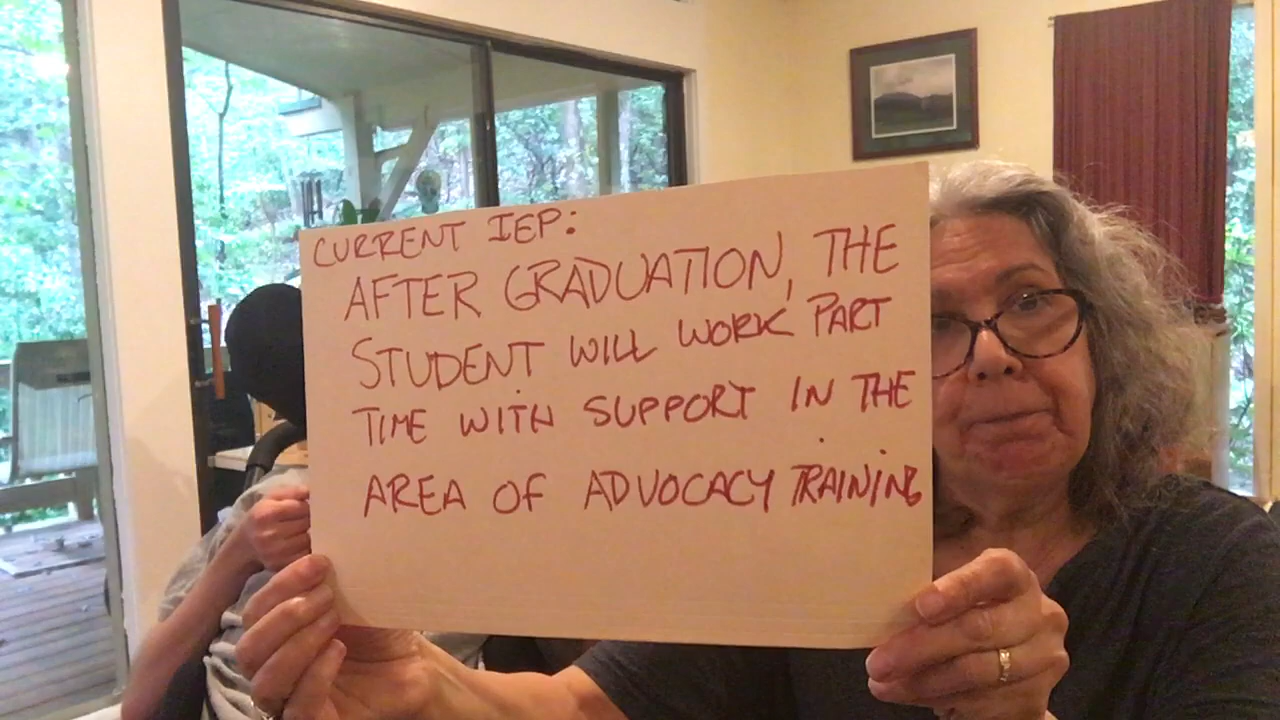 CURRENT IEP:
AFTER GRADUATION, THE
STUDENT WILL WORK PART
TIME WITH SUPPORT IN THE
AREA OF ADVOCACY TRAINING